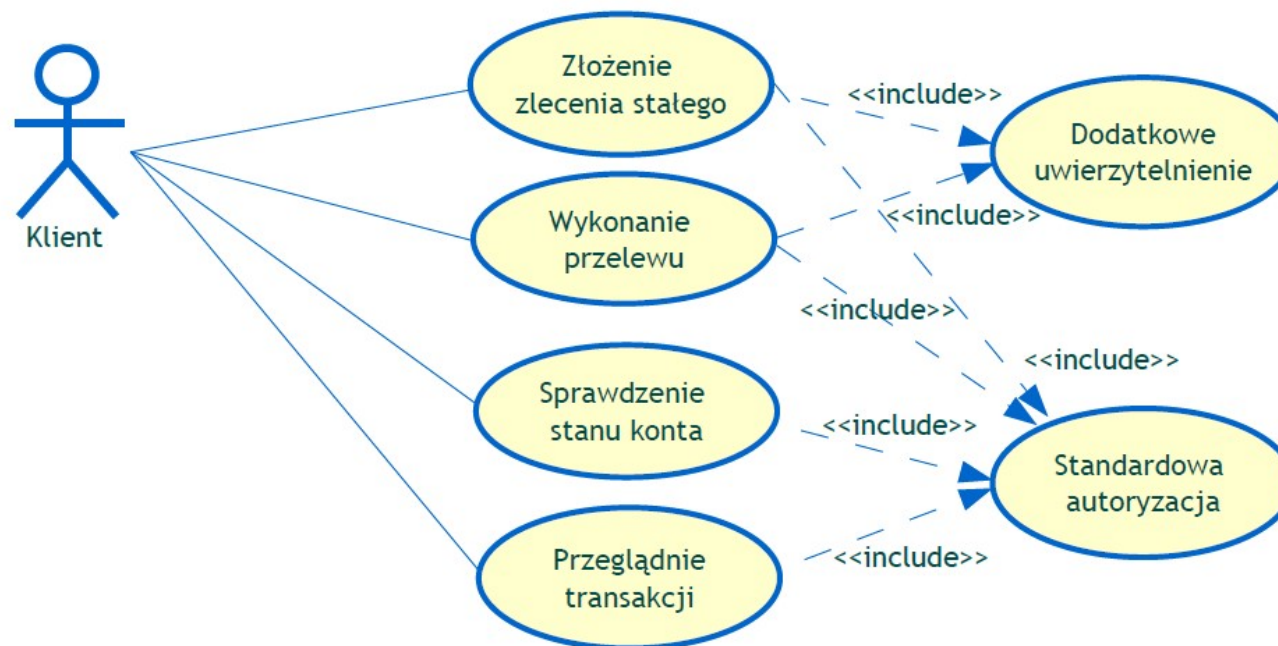 Złożenie
zlecenia stałego
<<include>>
Dodatkowe
uwierzytelnienie
Klient
Wykonanie
przelewu
<<include>>
<<include>>
<<include>>
Sprawdzenie
stanu konta
<<include>>
Standardowa
autoryzacja
Przeglądnie
transakcji
<<include>>